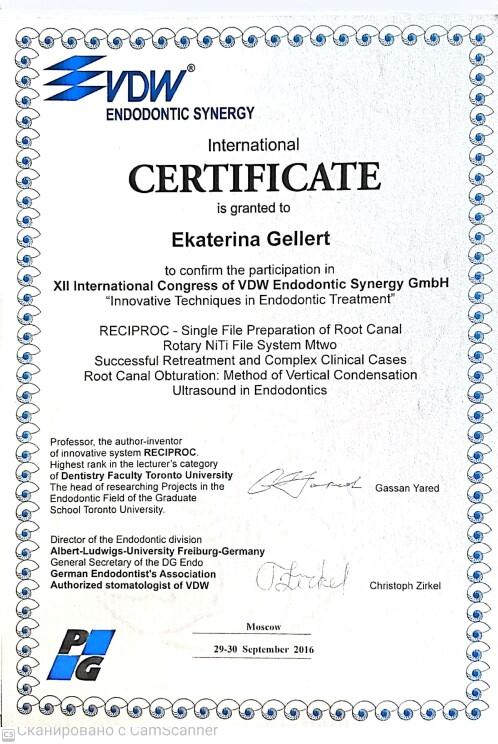 VDW®
ENDODONTIC SYNERGY
International
CERTIFICATE
is granted to
Ekaterina Gellert
to confirm the participation in
XII International Congress of VDW Endodontic Synergy GmbH
“Innovative Techniques in Endodontic Treatment”
RECIPROC - Single File Preparation of Root Canal
Rotary NiTi File System Mtwo
Successful Retreatment and Complex Clinical Cases
Root Canal Obturation: Method of Vertical Condensation
Ultrasound in Endodontics
Professor, the author-inventor
of innovative system RECIPROC.
Highest rank in the lecturer's category
of Dentistry Faculty Toronto University
The head of researching Projects in the
Endodontic Field of the Graduate
School Toronto University.
G Yared
Gassan Yared
Director of the Endodontic division
Albert-Ludwigs-University Freiburg-Germany
General Secretary of the DG Endo
German Endodontist's Association
Authorized stomatologist of VDW
C. Zirkel
Christoph Zirkel
PG
Moscow
29-30 September 2016
CS Сканировано с CamScanner